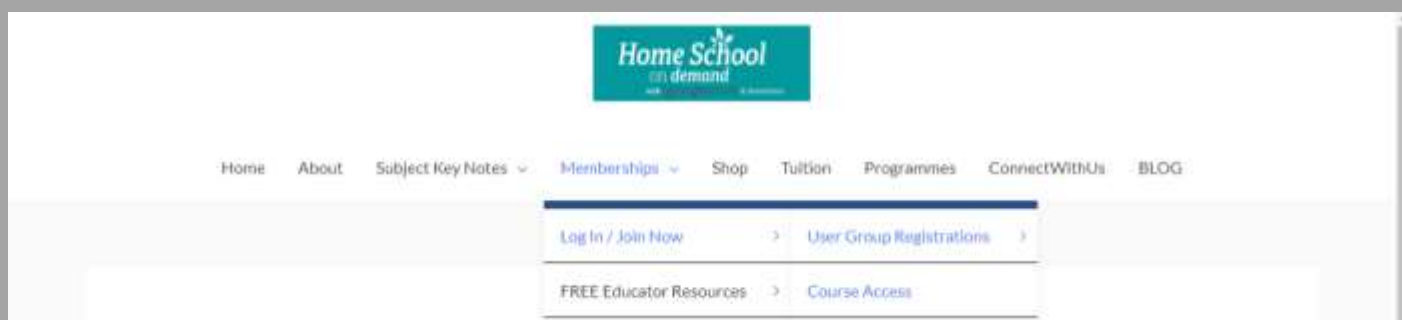 Home School
on demand
with
Home About Subject Key Notes Memberships Shop Tuition Programmes ConnectWithUs BLOG
Log In / Join Now User Group Registrations
FREE Educator Resources Course Access